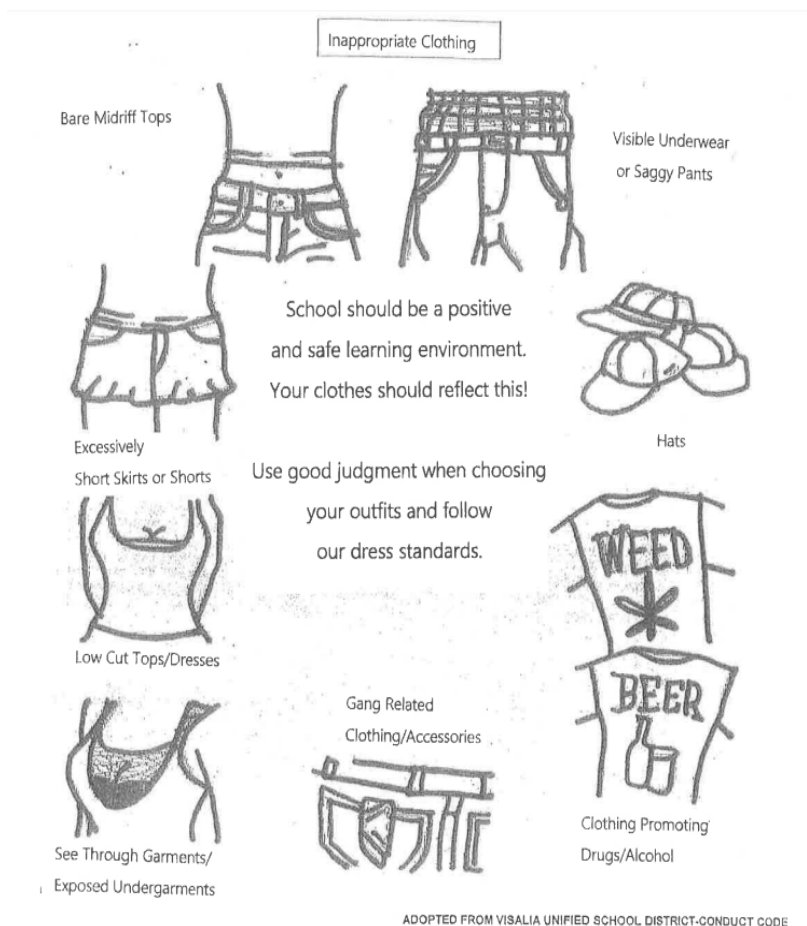 Inappropriate Clothing
Bare Midriff Tops
Visible Underwear
or Saggy Pants
School should be a positive
and safe learning environment.
Your clothes should reflect this!
Hats
Excessively
Short Skirts or Shorts
Use good judgment when choosing
your outfits and follow
our dress standards.
WEED
Low Cut Tops/Dresses
BEER
Gang Related
Clothing/Accessories
Clothing Promoting
Drugs/Alcohol
See Through Garments/
Exposed Undergarments
ADOPTED FROM VISALIA UNIFIED SCHOOL DISTRICT-CONDUCT CODE